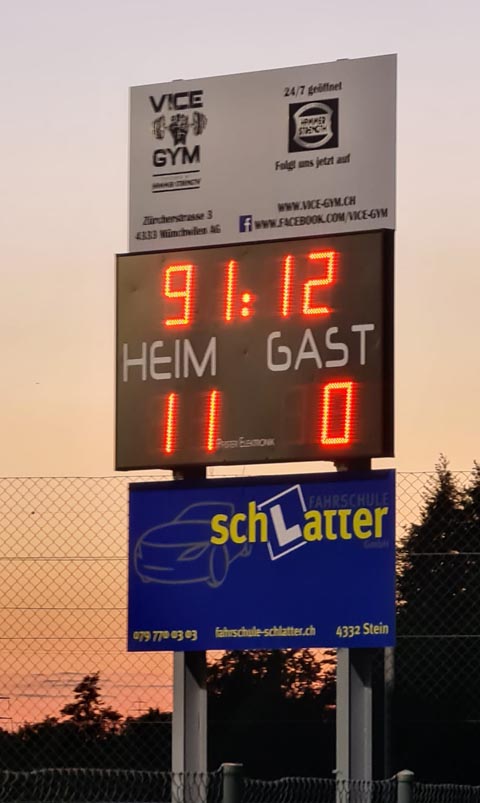 VICE
GYM
HAMMER STRENGTH
Zürcherstrasse 3
4333 Münchwilen AG
24/7 geöffnet
HAMMER
STRENGTH
Folgt uns jetzt auf
WWW.VICE-GYM.CH
f WWW.FACEBOOK.COM/VICE-GYM
91:12
HEIM GAST
11 0
PFISTER ELEKTRONIK
FAHRSCHULE
schLatter
GmbH
079 770 03 03 fahrschule-schlatter.ch 4332 Stein